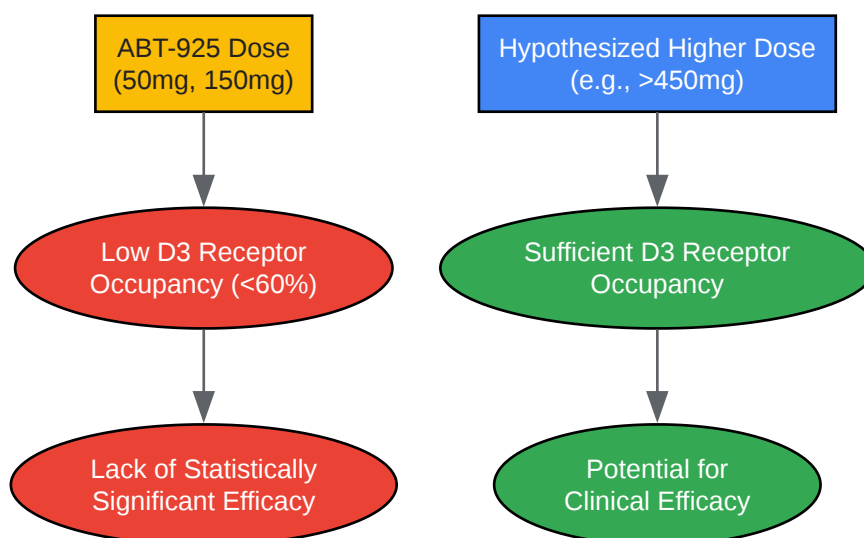 ABT-925 Dose
(50mg, 150mg)
Hypothesized Higher Dose
(e.g., >450mg)
Low D3 Receptor
Occupancy (<60%)
Sufficient D3 Receptor
Occupancy
Lack of Statistically
Significant Efficacy
Potential for
Clinical Efficacy